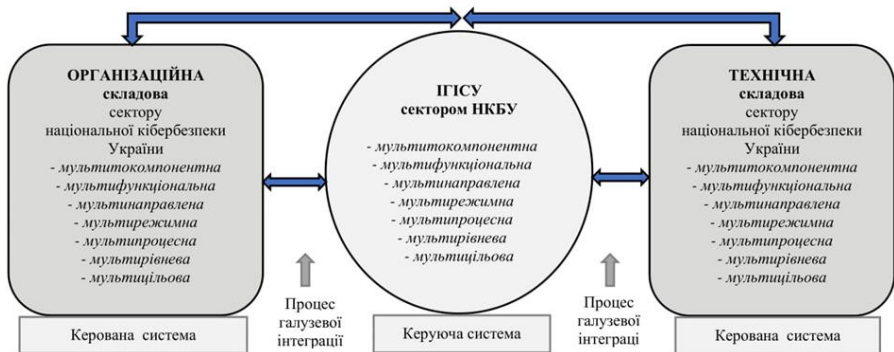 ОРГАНІЗАЦІЙНА
складова
сектору
національної кібербезпеки
України
- мультитокомпонентна
- мультифункціональна
- мультинаправлена
- мультирежимна
- мультипроцесна
- мультирівнева
- мультицільова
Керована система
Процес
галузевої
інтеграції
ІГІСУ
сектором НКБУ
- мультитокомпонентна
- мультифункціональна
- мультинаправлена
- мультирежимна
- мультипроцесна
- мультирівнева
- мультицільова
Керуюча система
Процес
галузевої
інтеграці
ТЕХНІЧНА
складова
сектору
національної кібербезпеки
України
- мультитокомпонентна
- мультифункціональна
- мультинаправлена
- мультирежимна
- мультипроцесна
- мультирівнева
- мультицільова
Керована система